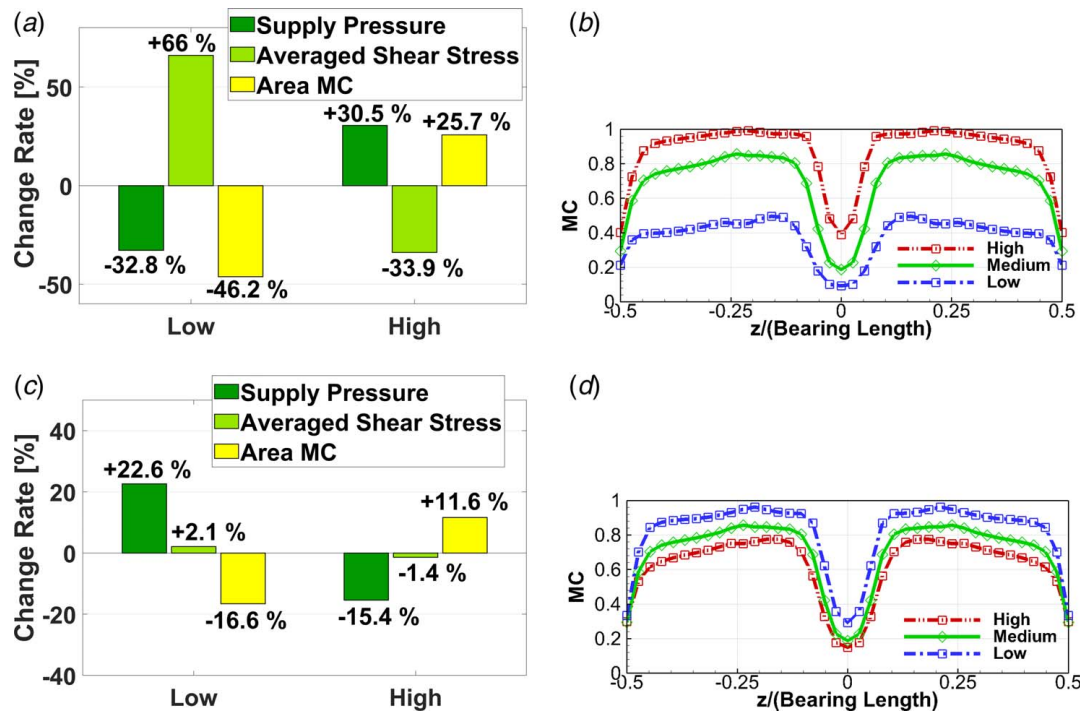 (a)
Supply Pressure
Averaged Shear Stress
Area MC
Change Rate [%]
50
0
-50
+66 %
-32.8 %
-46.2 %
+30.5 %
+25.7 %
-33.9 %
Low
High
(b)
MC
1
0.8
0.6
0.4
0.2
0
High
Medium
Low
-0.5
-0.25
0
0.25
0.5
z/(Bearing Length)
(c)
Supply Pressure
Averaged Shear Stress
Area MC
Change Rate [%]
40
20
0
-20
-40
+22.6 %
+2.1 %
-16.6 %
+11.6 %
-1.4 %
-15.4 %
Low
High
(d)
MC
1
0.8
0.6
0.4
0.2
0
High
Medium
Low
-0.5
-0.25
0
0.25
0.5
z/(Bearing Length)